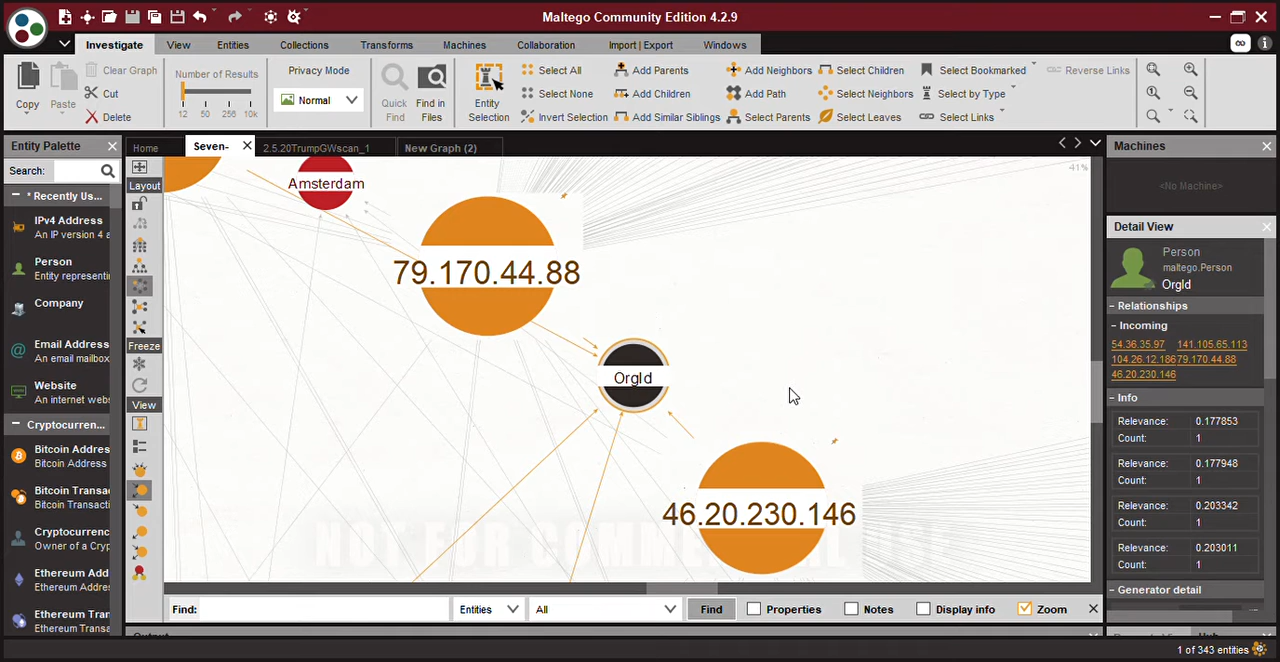 Maltego Community Edition 4.2.9
Investigate View Entities Collections Transforms Machines Collaboration Import | Export Windows
Copy
Paste
Clear Graph
Cut
Delete
Number of Results
12 50 256 10k
Privacy Mode
Normal
Quick Find
Find in Files
Entity Selection
Select All
Select None
Invert Selection
Add Parents
Add Children
Add Similar Siblings
Add Neighbors
Add Path
Select Parents
Select Children
Select Neighbors
Select Leaves
Select Bookmarked
Select by Type
Select Links
Reverse Links
Entity Palette
Search:
* Recently Us...
IPv4 Address
An IP version 4 a
Person
Entity representi
Company
Email Address
An email mailbox
Website
An internet webs
Cryptocurren...
Bitcoin Addres
Bitcoin Address
Bitcoin Transac
Bitcoin Transacti
Cryptocurrenc
Owner of a Cryp
Ethereum Add
Ethereum Addre
Ethereum Tran
Ethereum Transa
Home
Seven-
2.5.20TrumpGWscan_1
New Graph (2)
Layout
Freeze
View
41%
Amsterdam
79.170.44.88
OrgId
46.20.230.146
Find:
Entities
All
Find
Properties
Notes
Display info
Zoom
Output
Machines
<No Machine>
Detail View
Person
maltego.Person
OrgId
Relationships
Incoming
54.36.35.97 141.105.65.113
104.26.12.186 79.170.44.88
46.20.230.146
Info
Relevance: 0.177853
Count: 1
Relevance: 0.177948
Count: 1
Relevance: 0.203342
Count: 1
Relevance: 0.203011
Count: 1
Generator detail
Hub
1 of 343 entities